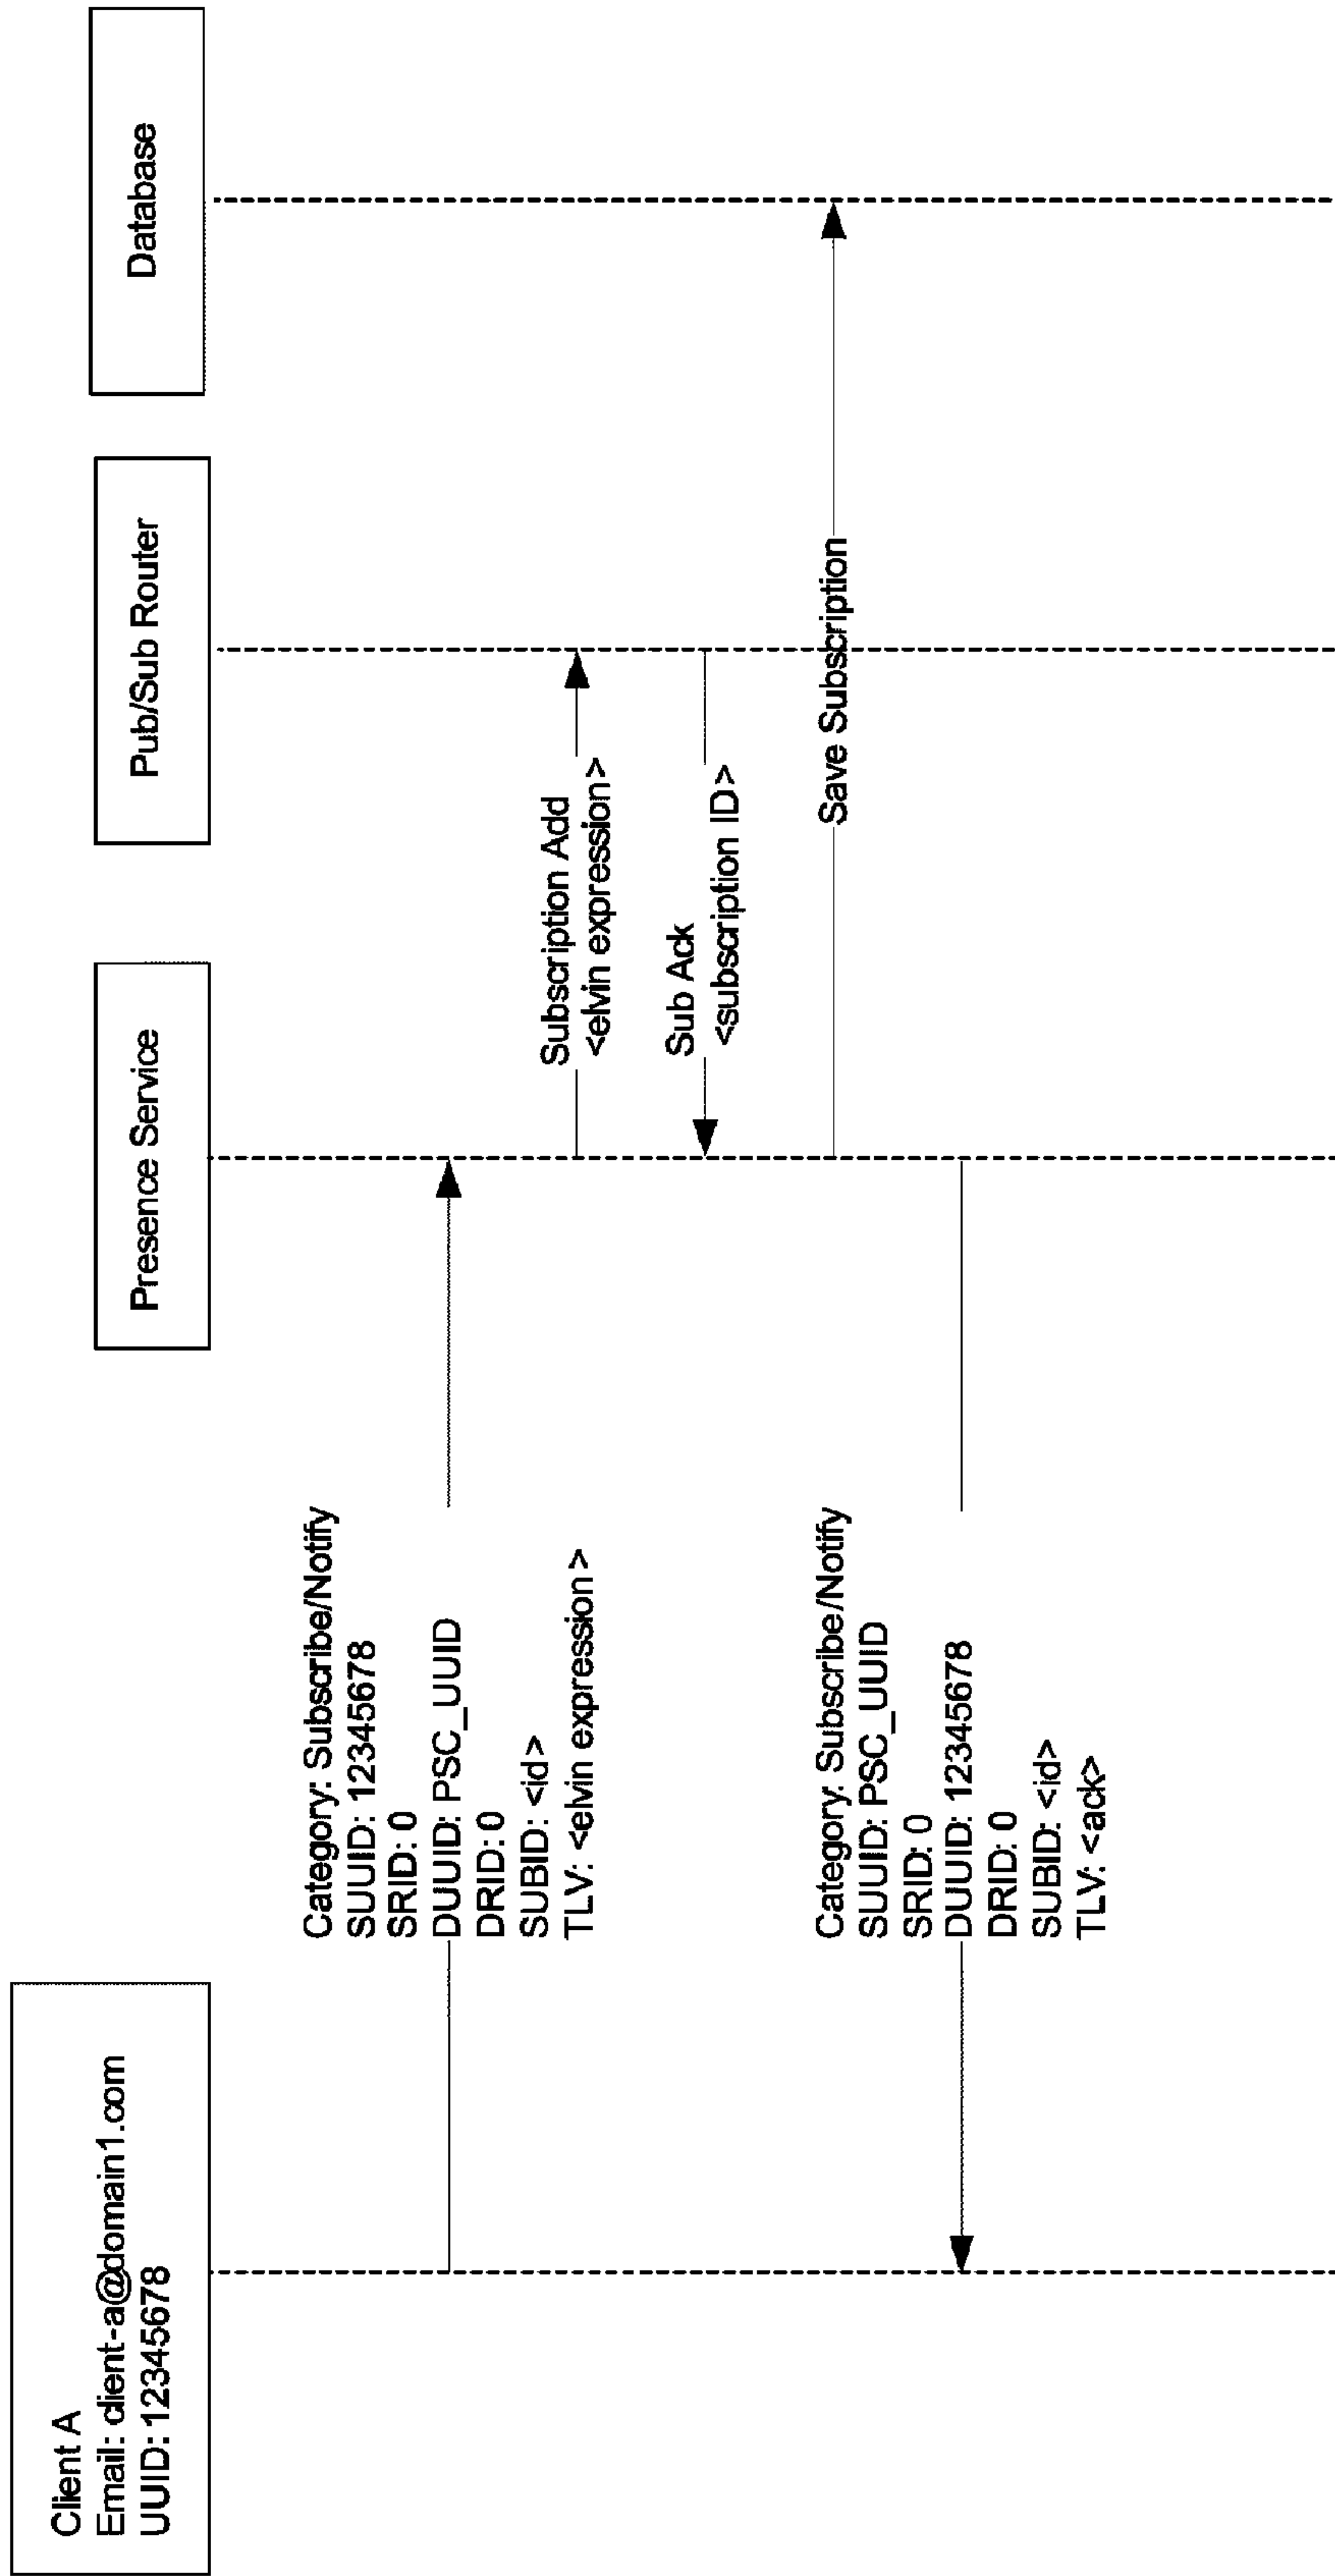 Client A
Email: client-a@domain1.com
UUID: 12345678
Presence Service
Pub/Sub Router
Database
Category: Subscribe/Notify
SUUID: 12345678
SRID: 0
DUUID: PSC_UUID
DRID: 0
SUBID: <id>
TLV: <elvin expression>
Subscription Add
<elvin expression>
Sub Ack
<subscription ID>
Save Subscription
Category: Subscribe/Notify
SUUID: PSC_UUID
SRID: 0
DUUID: 12345678
DRID: 0
SUBID: <id>
TLV: <ack>